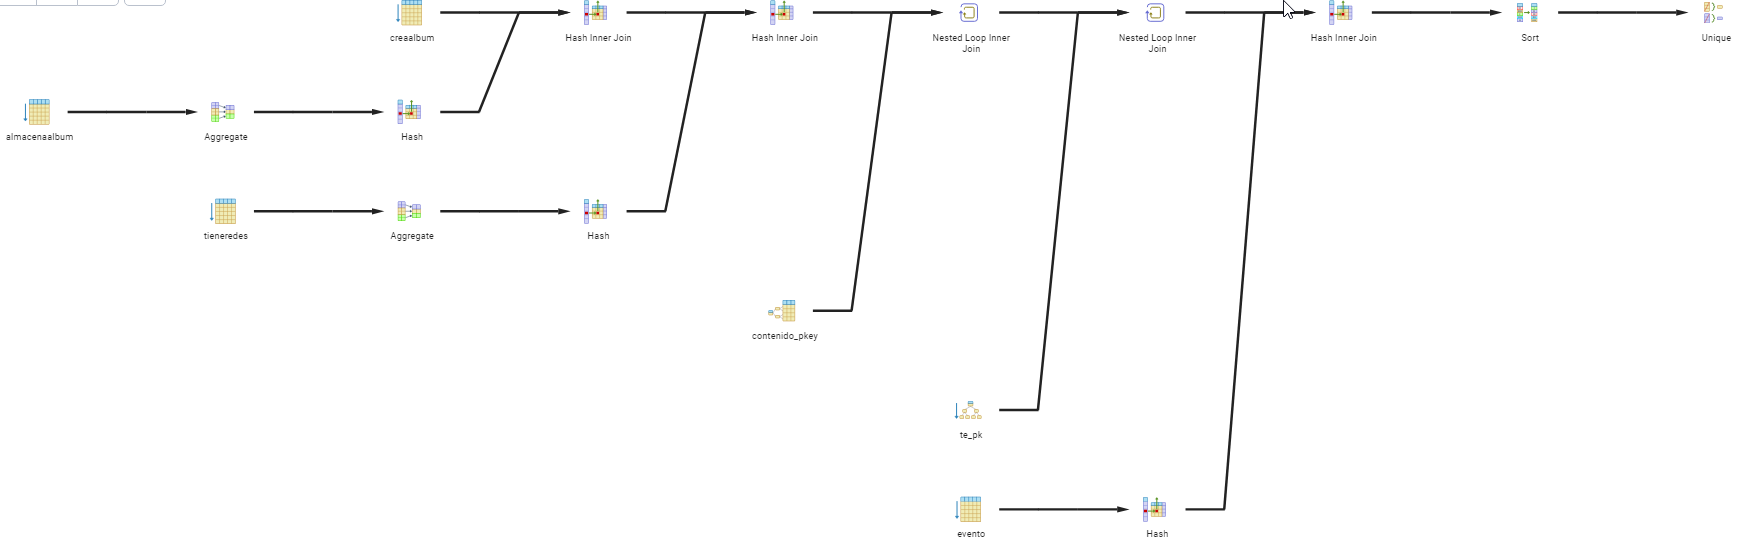 creaalbum
Hash Inner Join
Hash Inner Join
Nested Loop Inner
Join
Nested Loop Inner
Join
Hash Inner Join
Sort
Unique
almacenaalbum
Aggregate
Hash
tieneredes
Aggregate
Hash
contenido_pkey
te_pk
evento
Hash